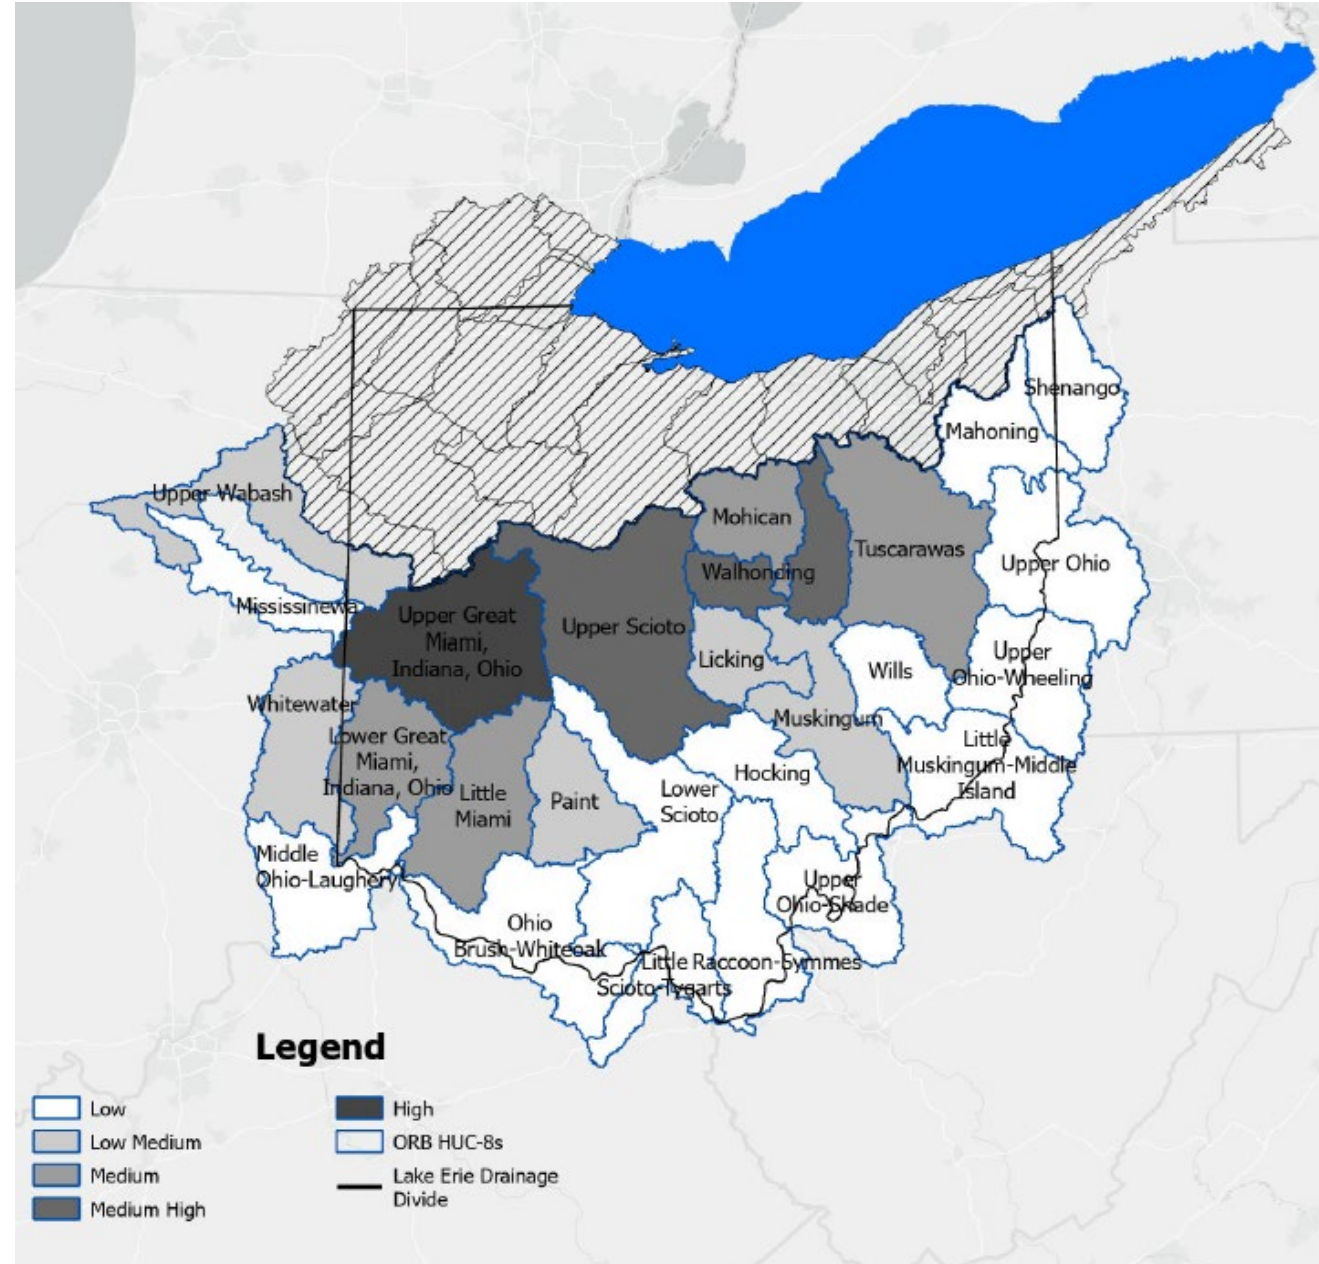 Shenango
Mahoning
Upper Wabash
Mohican
Tuscarawas
Walhonding
Upper Ohio
Mississinewa
Upper Great
Miami,
Indiana, Ohio
Upper Scioto
Licking
Wills
Upper
Ohio-Wheeling
Whitewater
Muskingum
Lower Great
Miami,
Indiana, Ohio
Little
Muskingum-Middle
Island
Hocking
Little
Miami
Paint
Lower
Scioto
Middle
Ohio-Laughery
Upper
Ohio-Shade
Ohio
Brush-Whiteoak
Little Scioto-Tygarts
Raccoon-Symmes
Legend
Low
Low Medium
Medium
Medium High
High
ORB HUC-8s
Lake Erie Drainage
Divide